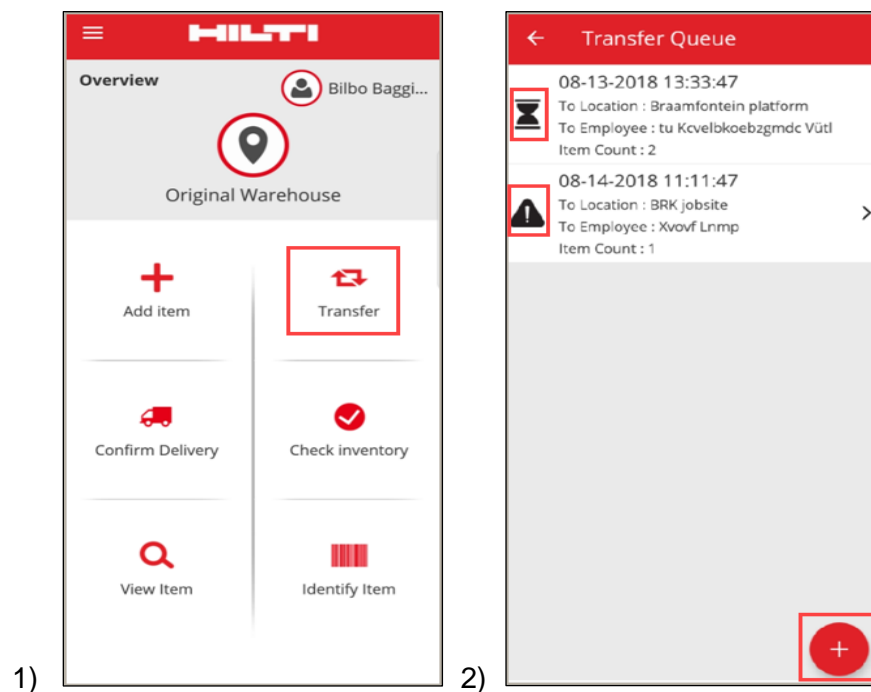 HILTI
Overview
Bilbo Baggi...
Original Warehouse
Add item
Transfer
Confirm Delivery
Check inventory
View Item
Identify Item
1)
Transfer Queue
08-13-2018 13:33:47
To Location : Braamfontein platform
To Employee : tu Kcvelbkoebzgmdc Vütl
Item Count : 2
08-14-2018 11:11:47
To Location : BRK jobsite
To Employee : Xvovf Lnmp
Item Count : 1
2)